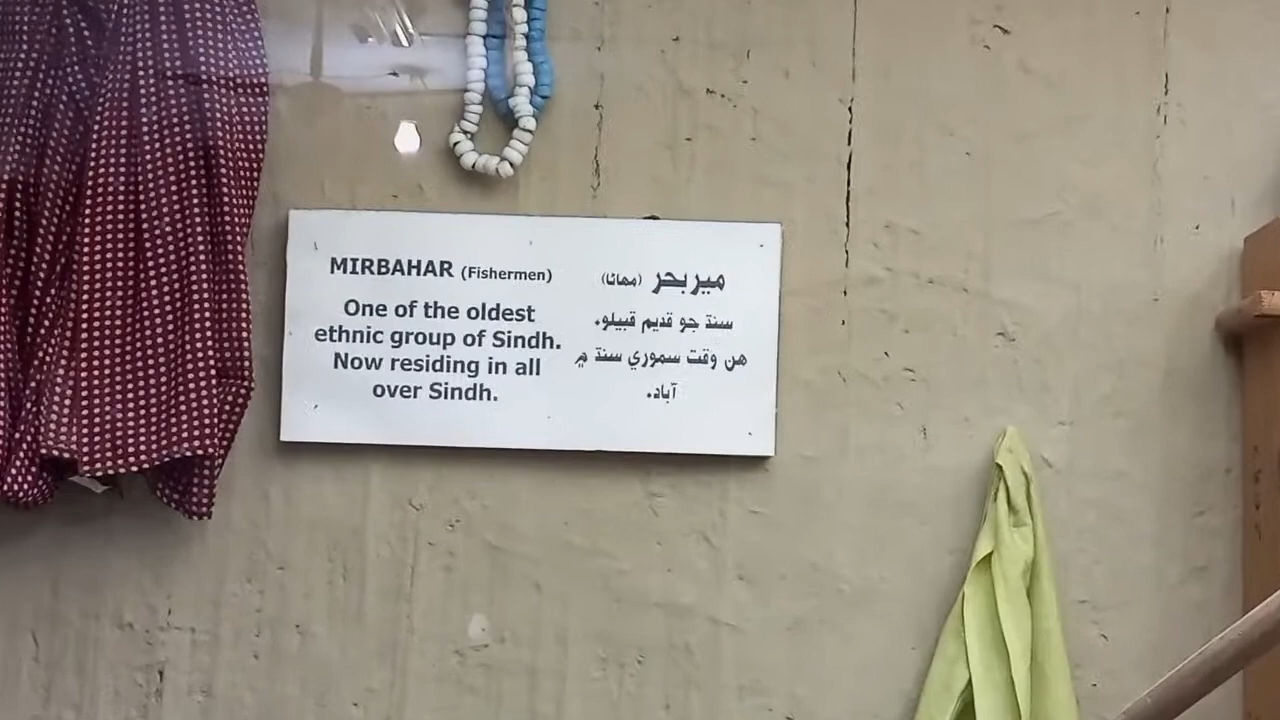 MIRBAHAR (Fishermen)
One of the oldest
ethnic group of Sindh.
Now residing in all
over Sindh.
ميربحر (مهاڻا)
سنڌ جو قديم قبيلو.
هن وقت سموري سنڌ ۾
آباد.